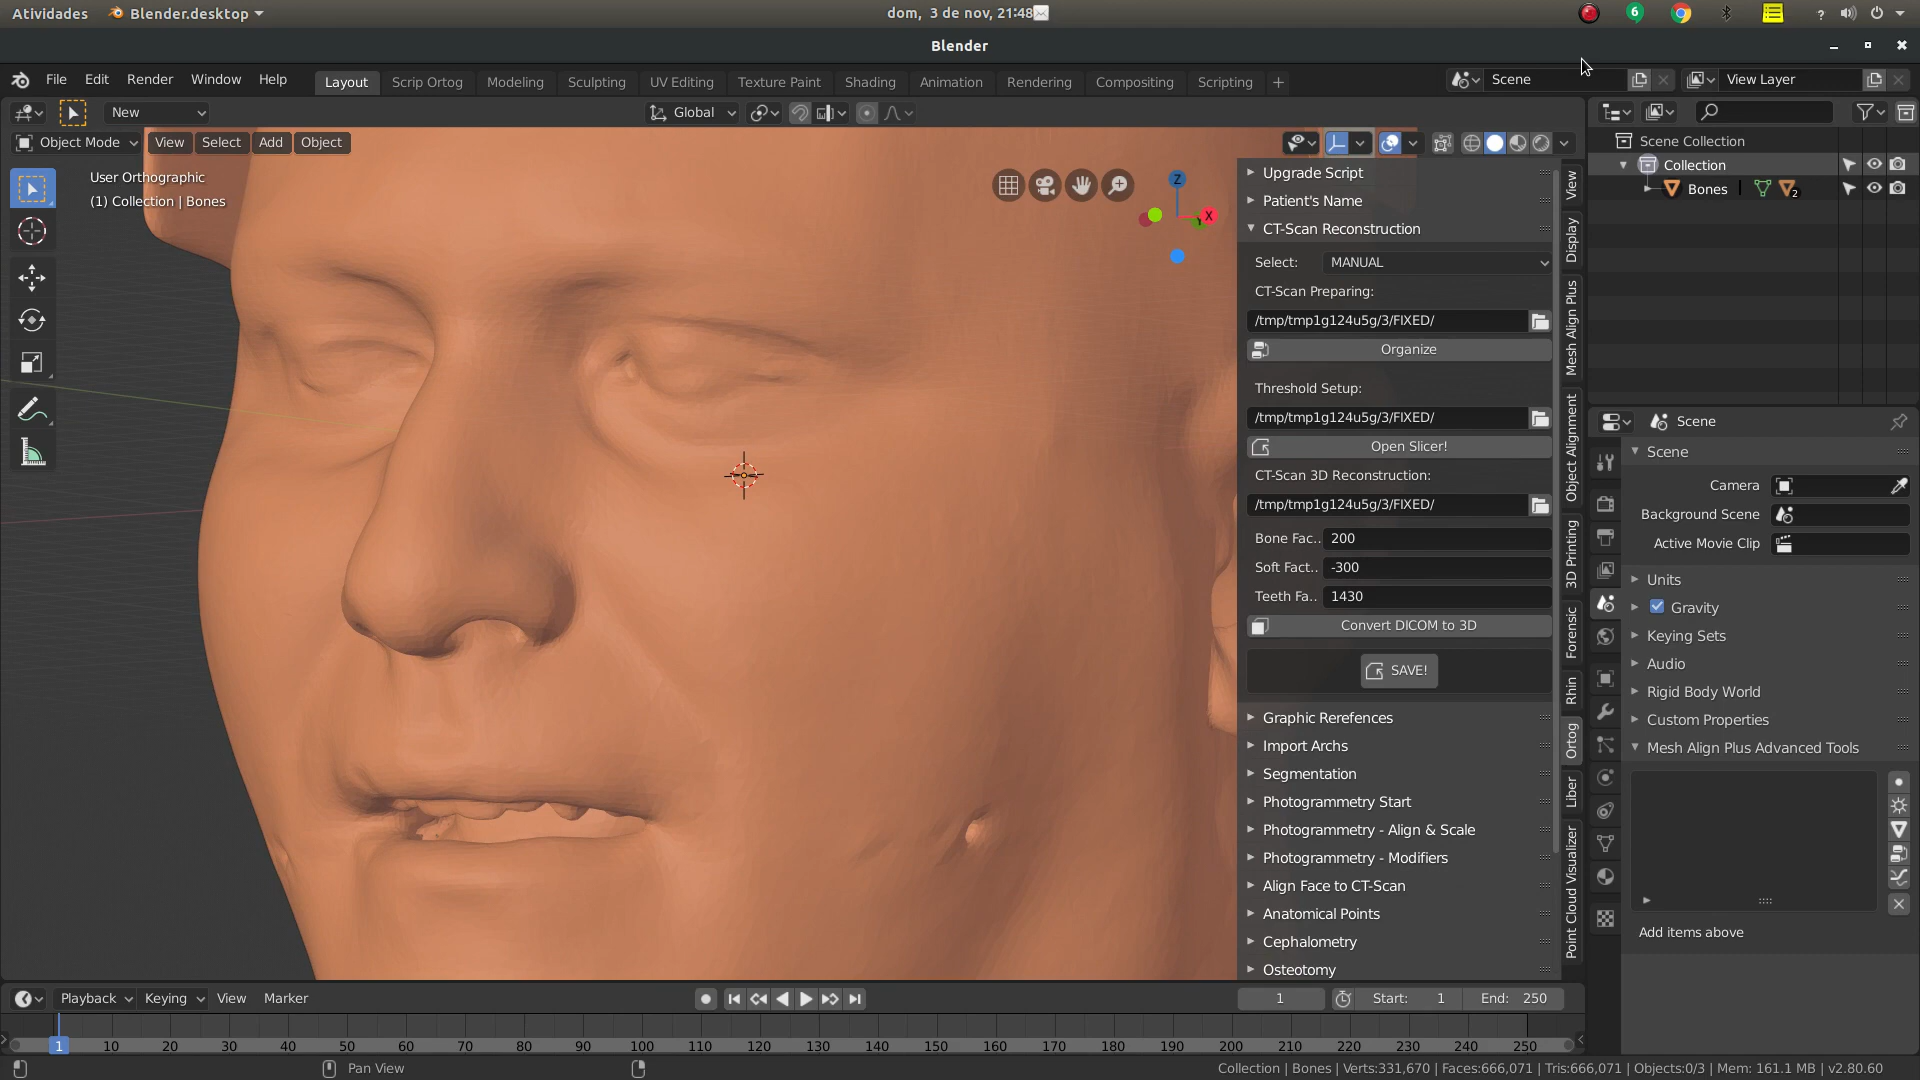 Atividades Blender.desktop dom, 3 de nov, 21:48 6 ?
Blender
File Edit Render Window Help Layout Scrip Ortog Modeling Sculpting UV Editing Texture Paint Shading Animation Rendering Compositing Scripting + Scene View Layer
New Global
Object Mode View Select Add Object
User Orthographic
(1) Collection | Bones
Z
X
Y
Upgrade Script
Patient's Name
CT-Scan Reconstruction
Select: MANUAL
CT-Scan Preparing:
/tmp/tmp1g124u5g/3/FIXED/
Organize
Threshold Setup:
/tmp/tmp1g124u5g/3/FIXED/
Open Slicer!
CT-Scan 3D Reconstruction:
/tmp/tmp1g124u5g/3/FIXED/
Bone Fac.. 200
Soft Fact.. -300
Teeth Fa.. 1430
Convert DICOM to 3D
SAVE!
Graphic Rerefences
Import Archs
Segmentation
Photogrammetry Start
Photogrammetry - Align & Scale
Photogrammetry - Modifiers
Align Face to CT-Scan
Anatomical Points
Cephalometry
Osteotomy
View
Display
Mesh Align Plus
Object Alignment
3D Printing
Forensic
Rhin
Ortog
Liber
Point Cloud Visualizer
Scene Collection
Collection
Bones 2
Scene
Scene
Camera
Background Scene
Active Movie Clip
Units
Gravity
Keying Sets
Audio
Rigid Body World
Custom Properties
Mesh Align Plus Advanced Tools
Add items above
Playback Keying View Marker 1 Start: 1 End: 250
1 10 20 30 40 50 60 70 80 90 100 110 120 130 140 150 160 170 180 190 200 210 220 230 240 250
Pan View Collection | Bones | Verts:331,670 | Faces:666,071 | Tris:666,071 | Objects:0/3 | Mem: 161.1 MB | v2.80.60